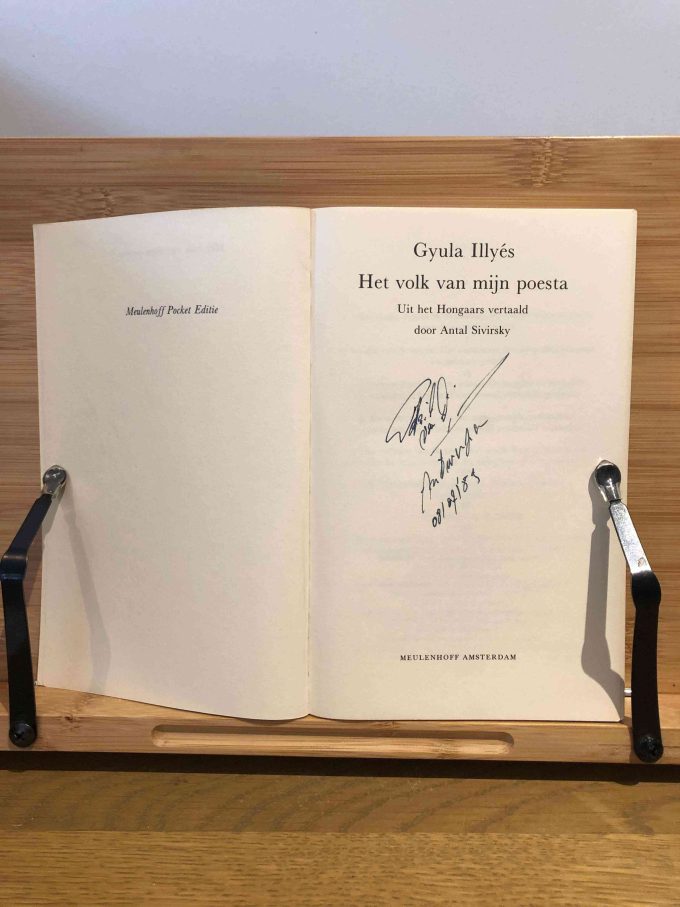 Meulenhoff Pocket Editie
Gyula Illyés
Het volk van mijn poesta
Uit het Hongaars vertaald
door Antal Sivirsky
MEULENHOFF AMSTERDAM